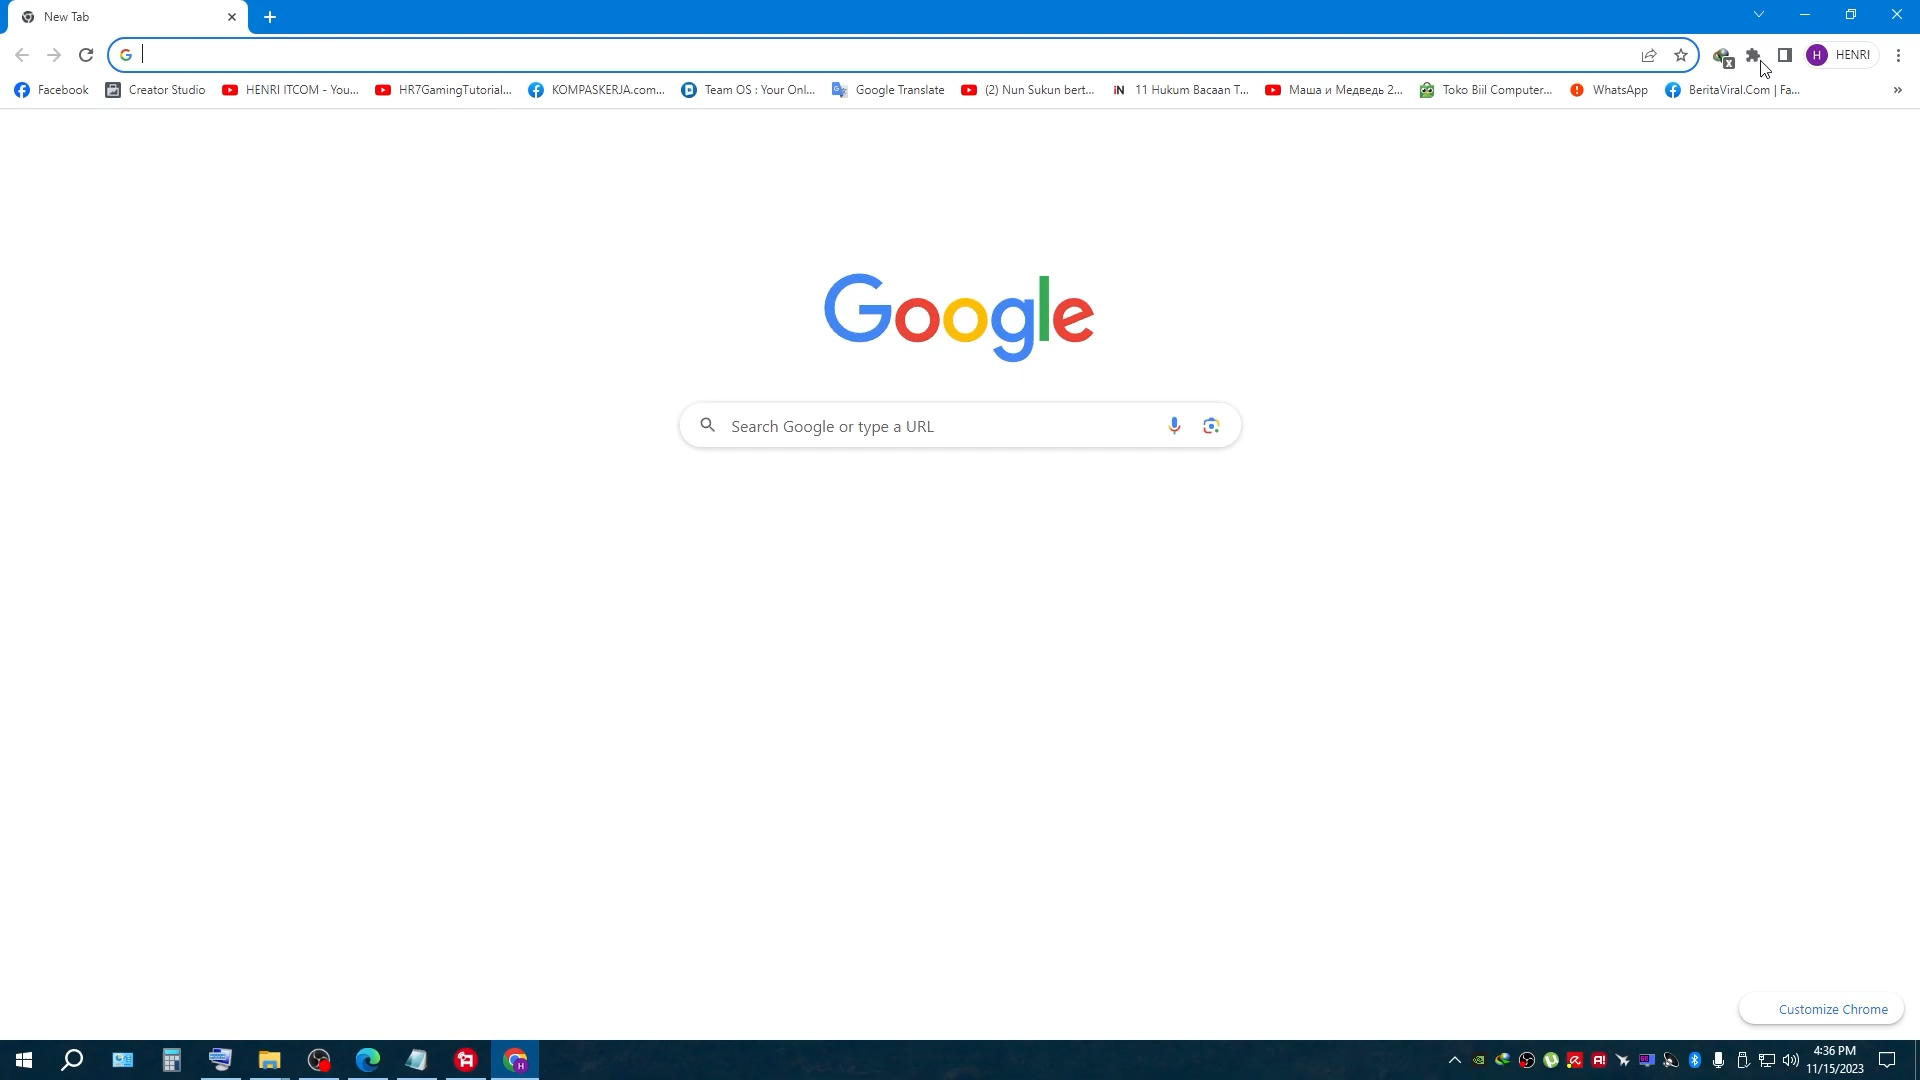 New Tab
HENRI
Facebook
Creator Studio
HENRI ITCOM - You...
HR7GamingTutorial...
KOMPASKERJA.com...
Team OS : Your Onl...
Google Translate
(2) Nun Sukun bert...
11 Hukum Bacaan T...
Маша и Медведь 2...
Toko Biil Computer...
WhatsApp
BeritaViral.Com | Fa...
Google
Search Google or type a URL
Customize Chrome
4:36 PM
11/15/2023